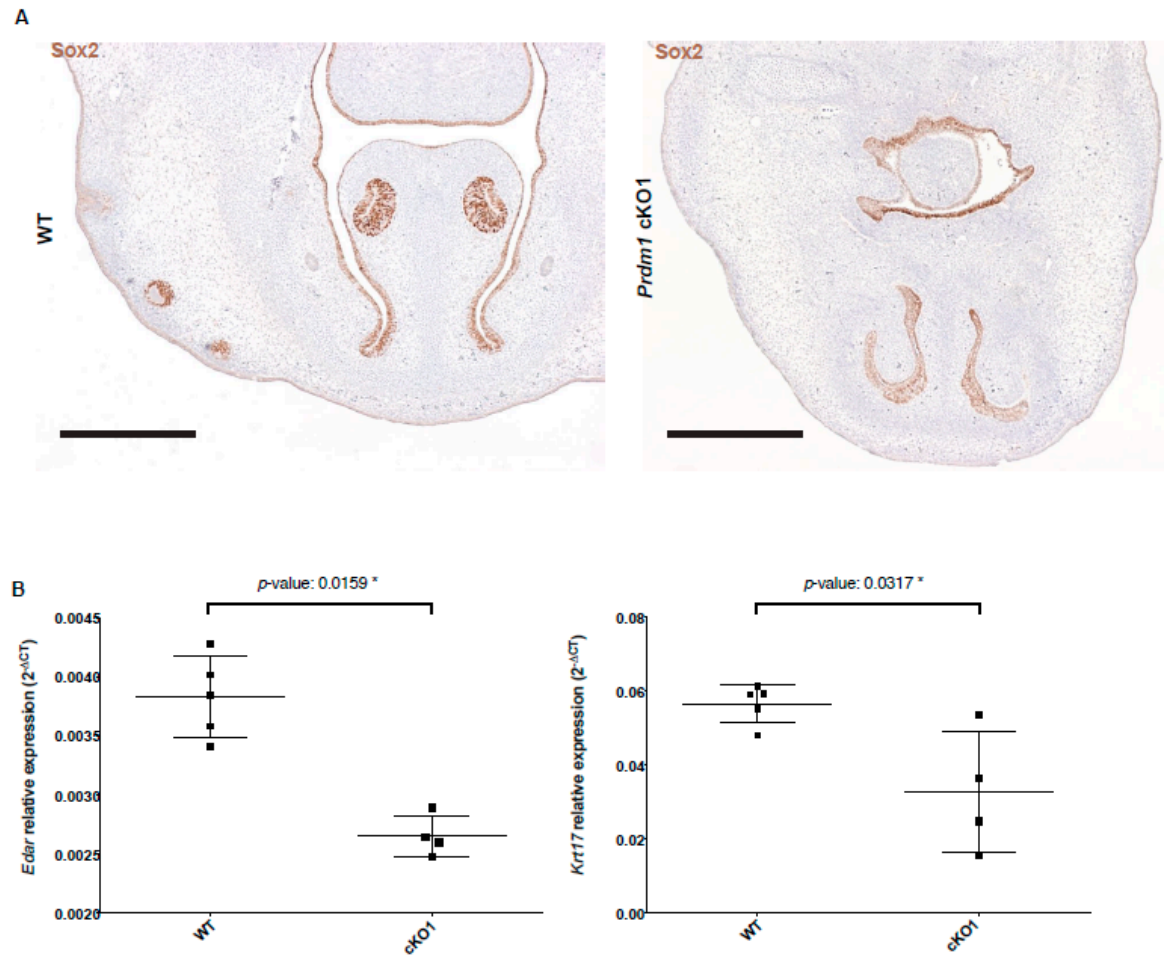 A
Sox2
Sox2
WT
Prdm1 cKO1
B
p-value: 0.0159 *
Edar relative expression (2-ΔCT)
0.0045
0.0040
0.0035
0.0030
0.0025
0.0020
WT
cKO1
p-value: 0.0317 *
Krt17 relative expression (2-ΔCT)
0.08
0.06
0.04
0.02
0.00
WT
cKO1